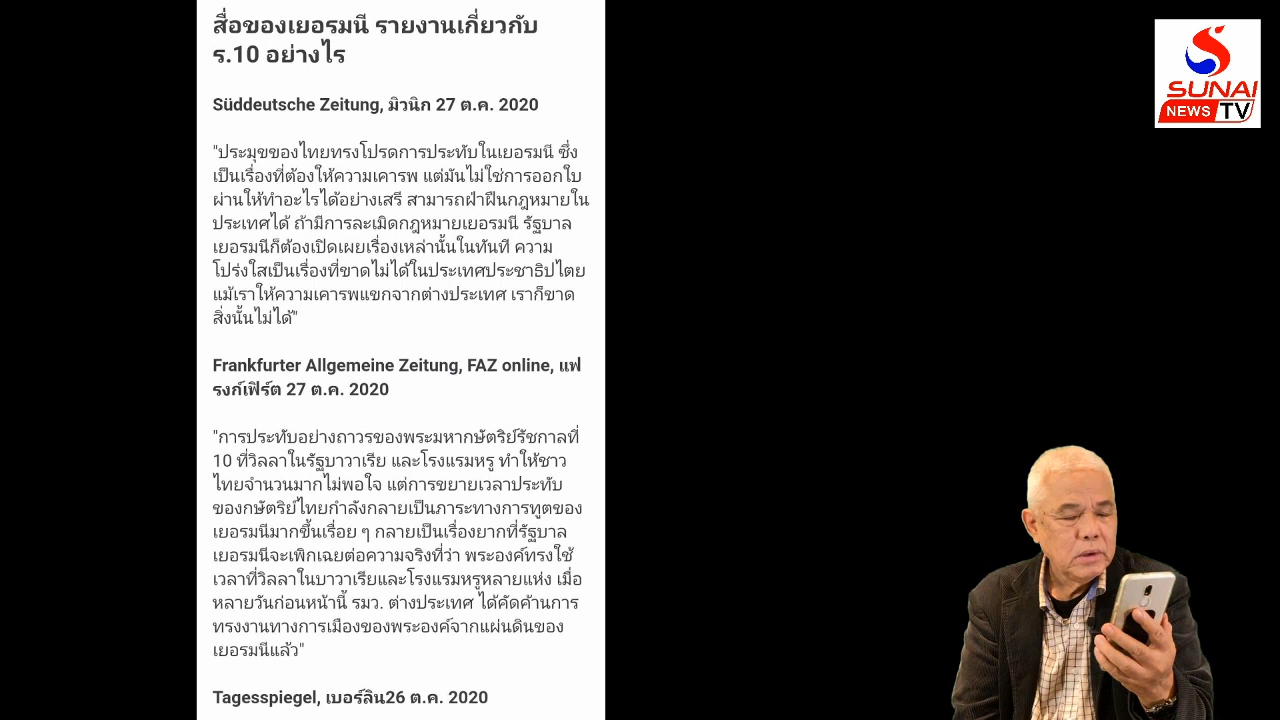 สื่อของเยอรมนี รายงานเกี่ยวกับ
ร.10 อย่างไร
Süddeutsche Zeitung, มิวนิก 27 ต.ค. 2020
"ประมุขของไทยทรงโปรดการประทับในเยอรมนี ซึ่ง
เป็นเรื่องที่ต้องให้ความเคารพ แต่มันไม่ใช่การออกใบ
ผ่านให้ทำอะไรได้อย่างเสรี สามารถฝ่าฝืนกฎหมายใน
ประเทศได้ ถ้ามีการละเมิดกฎหมายเยอรมนี รัฐบาล
เยอรมนีก็ต้องเปิดเผยเรื่องเหล่านั้นในทันที ความ
โปร่งใสเป็นเรื่องที่ขาดไม่ได้ในประเทศประชาธิปไตย
แม้เราให้ความเคารพแขกจากต่างประเทศ เราก็ขาด
สิ่งนั้นไม่ได้"
Frankfurter Allgemeine Zeitung, FAZ online, แฟ
รงก์เฟิร์ต 27 ต.ค. 2020
"การประทับอย่างถาวรของพระมหากษัตริย์รัชกาลที่
10 ที่วิลลาในรัฐบาวาเรีย และโรงแรมหรู ทำให้ชาว
ไทยจำนวนมากไม่พอใจ แต่การขยายเวลาประทับ
ของกษัตริย์ไทยกำลังกลายเป็นภาระทางการทูตของ
เยอรมนีมากขึ้นเรื่อย ๆ กลายเป็นเรื่องยากที่รัฐบาล
เยอรมนีจะเพิกเฉยต่อความจริงที่ว่า พระองค์ทรงใช้
เวลาที่วิลลาในบาวาเรียและโรงแรมหรูหลายแห่ง เมื่อ
หลายวันก่อนหน้านี้ รมว. ต่างประเทศ ได้คัดค้านการ
ทรงงานทางการเมืองของพระองค์จากแผ่นดินของ
เยอรมนีแล้ว"
Tagesspiegel, เบอร์ลิน26 ต.ค. 2020
SUNAI
NEWS TV